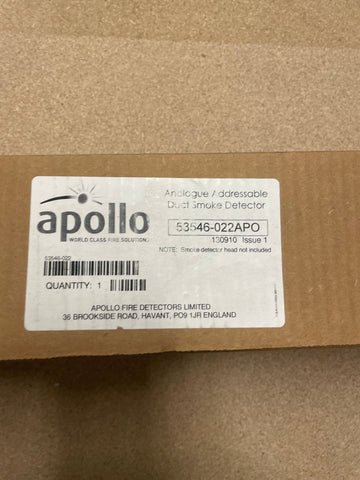 apollo
WORLD CLASS FIRE SOLUTION
Analogue Addressable
Duct Smoke Detector
53546-022APO
130910 Issue 1
NOTE: Smoke detector head not included
53546-022
QUANTITY: 1
APOLLO FIRE DETECTORS LIMITED
36 BROOKSIDE ROAD, HAVANT, PO9 1JR ENGLAND